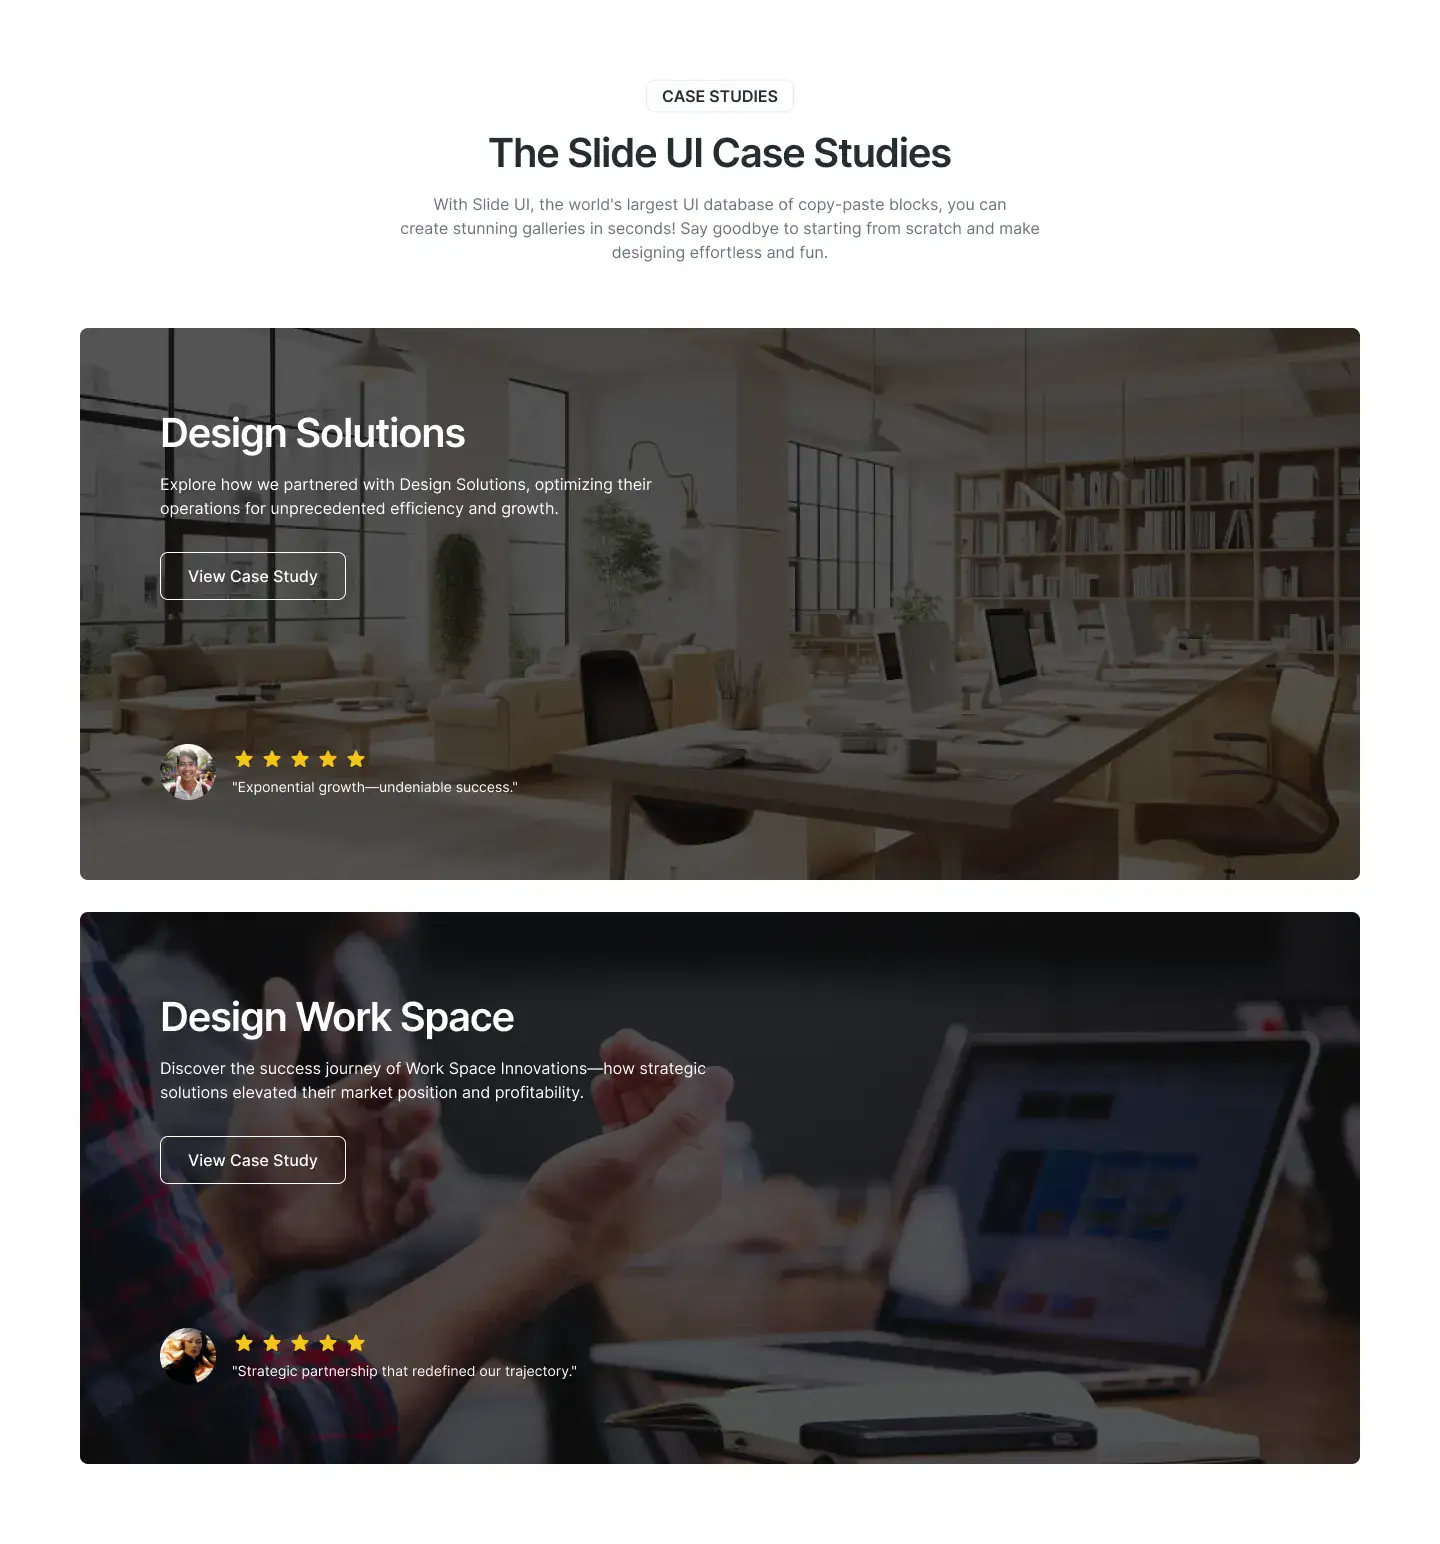 CASE STUDIES
The Slide UI Case Studies
With Slide UI, the world's largest UI database of copy-paste blocks, you can
create stunning galleries in seconds! Say goodbye to starting from scratch and make
designing effortless and fun.
Design Solutions
Explore how we partnered with Design Solutions, optimizing their
operations for unprecedented efficiency and growth.
View Case Study
"Exponential growth—undeniable success."
Design Work Space
Discover the success journey of Work Space Innovations—how strategic
solutions elevated their market position and profitability.
View Case Study
"Strategic partnership that redefined our trajectory."